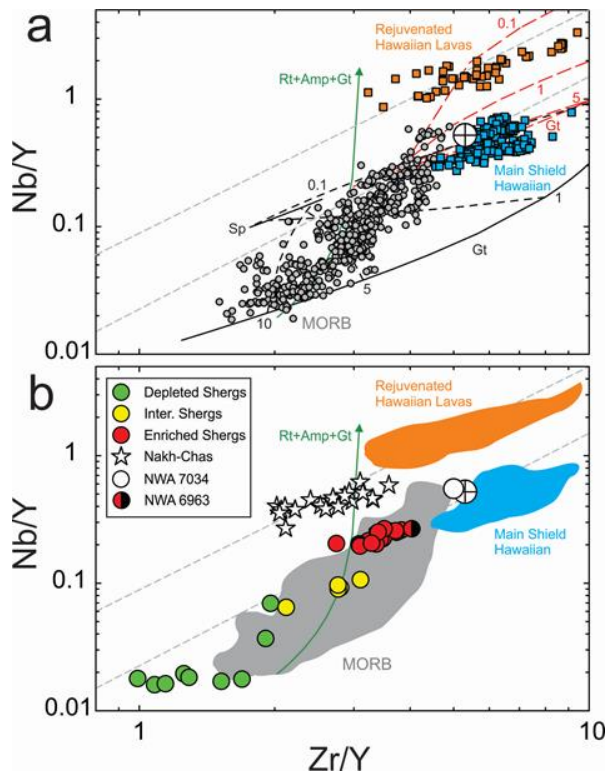 a
Rejuvenated
Hawaiian Lavas
0.1
Rt+Amp+Gt
1
1
5
Gt
Nb/Y
0.1
Main Shield
Hawaiian
0.1
Sp
1
Gt
5
10
MORB
0.01
b
Depleted Shergs
Inter. Shergs
Enriched Shergs
Nakh-Chas
NWA 7034
NWA 6963
Rejuvenated
Hawaiian Lavas
Rt+Amp+Gt
1
Nb/Y
Main Shield
Hawaiian
0.1
MORB
0.01
1
10
Zr/Y